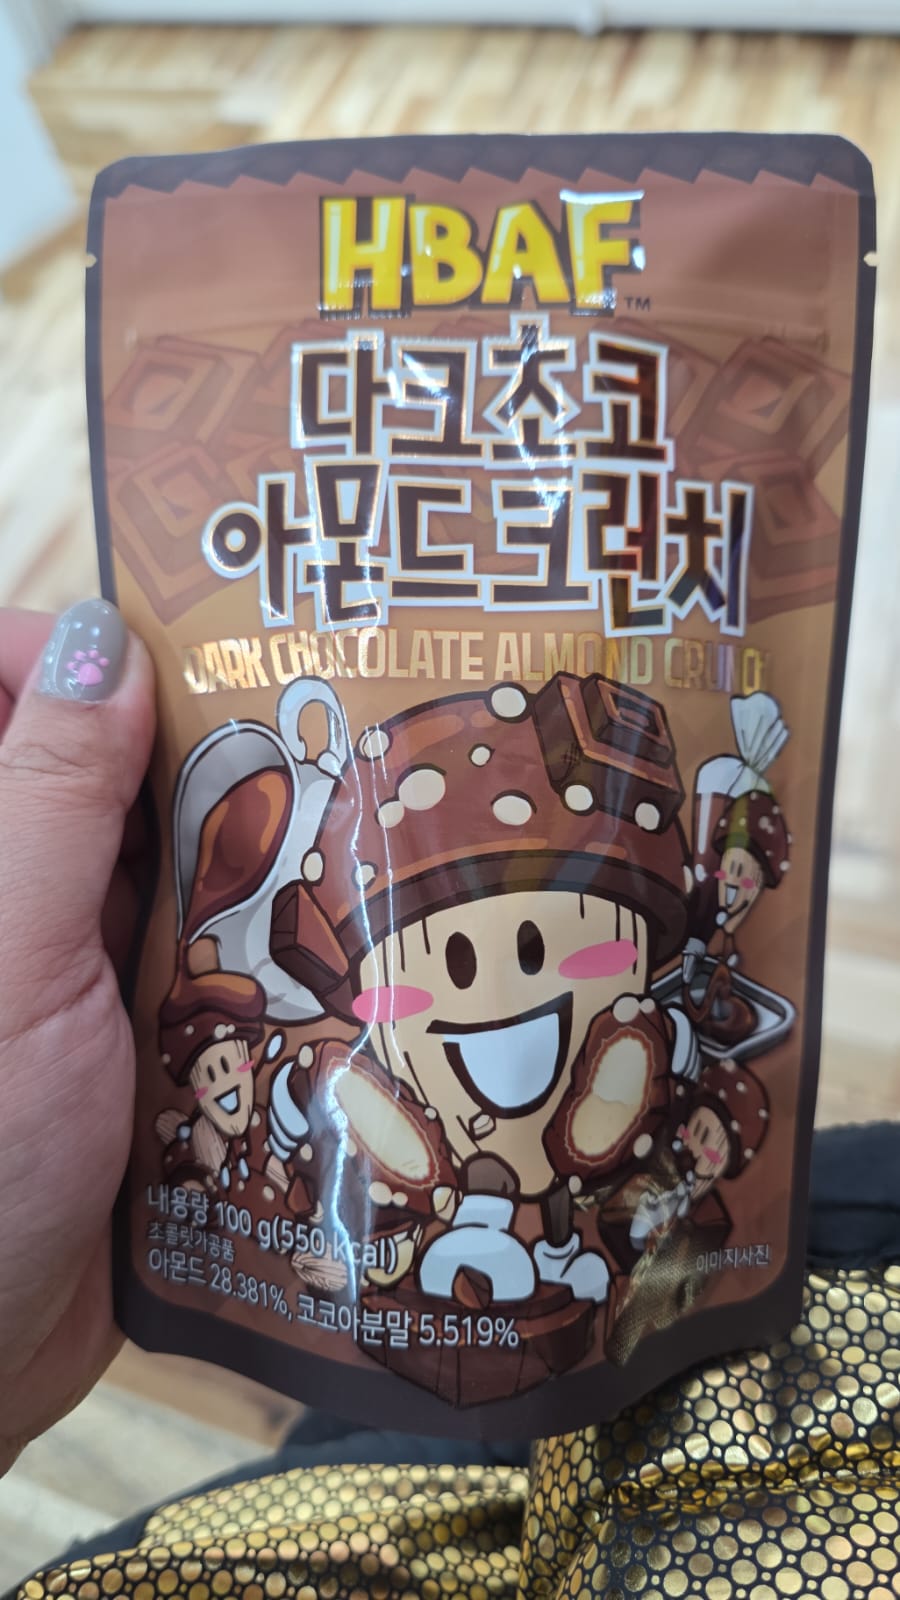 HBAF
TM
다크초코
아몬드크런치
DARK CHOCOLATE ALMOND CRUNCH
내용량 100 g(550 kcal)
초콜릿가공품
아몬드 28.381%, 코코아분말 5.519%
이미지사진